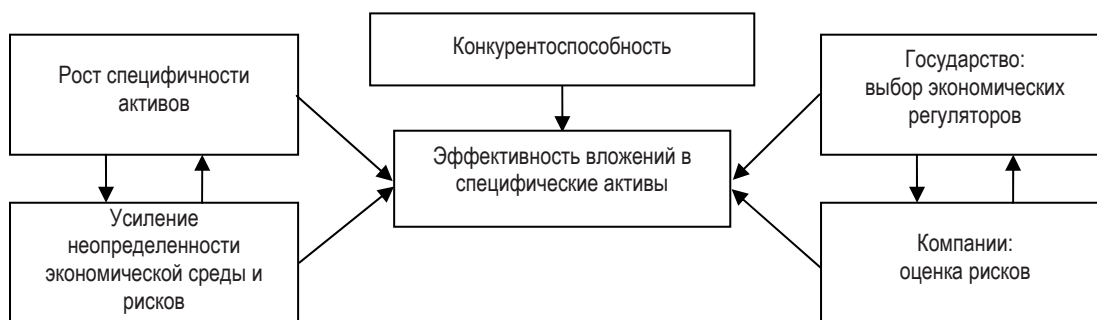 Конкурентоспособность
Рост специфичности
активов
Государство:
выбор экономических
регуляторов
Эффективность вложений в
специфические активы
Усиление
неопределенности
экономической среды и
рисков
Компании:
оценка рисков